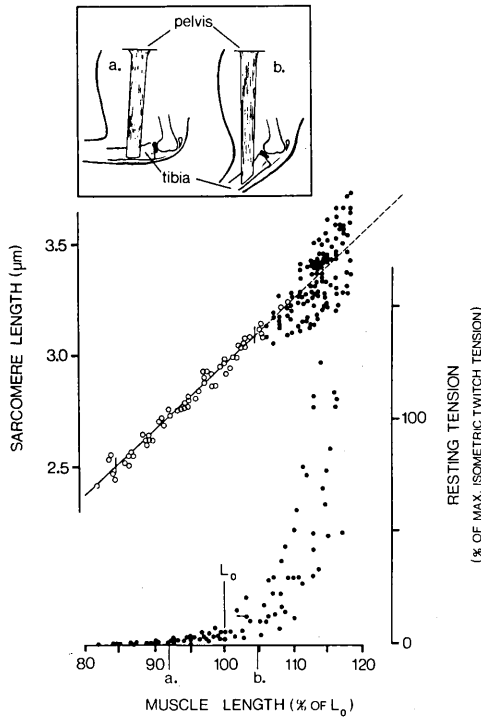 pelvis
a.
b.
tibia
3.5
3.0
2.5
SARCOMERE LENGTH (µm)
100
0
RESTING TENSION
(% OF MAX. ISOMETRIC TWITCH TENSION)
L₀
80
90
100
110
120
a.
b.
MUSCLE LENGTH (% OF L₀)